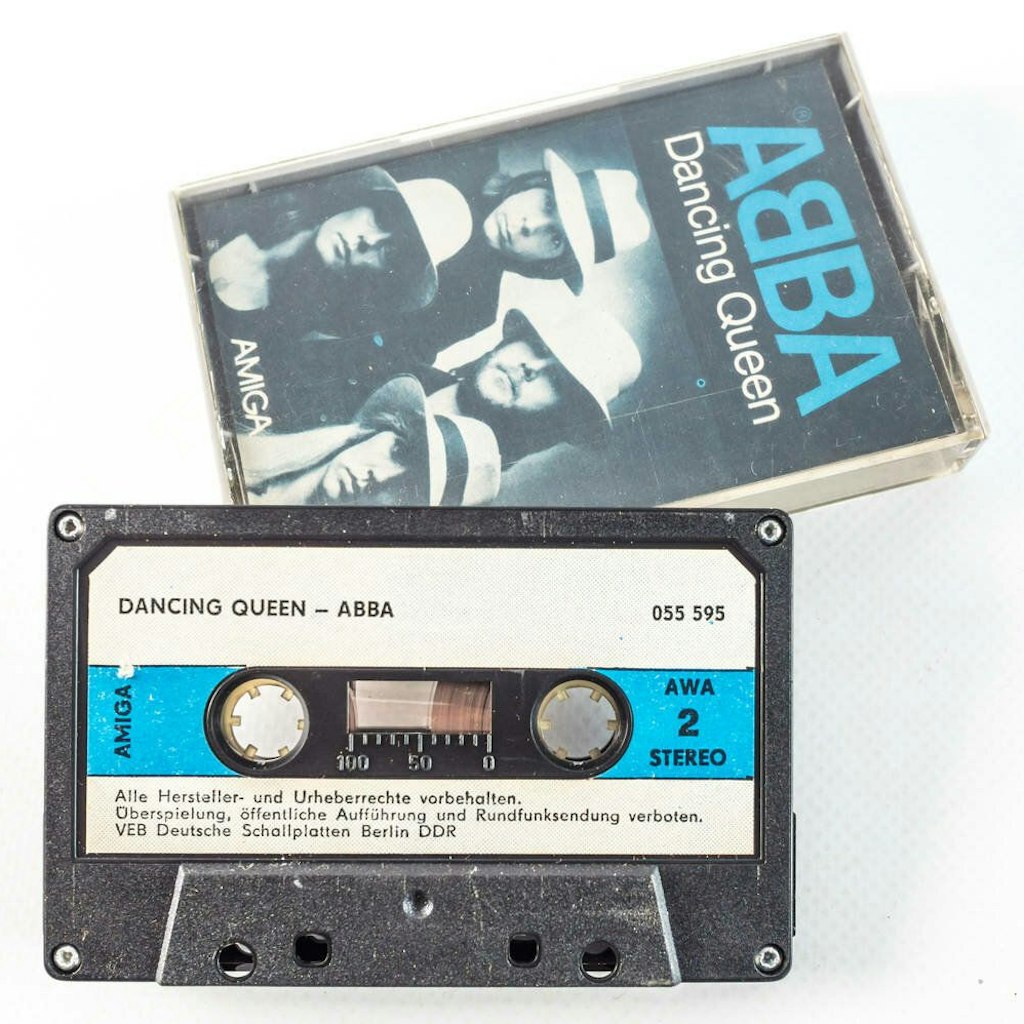 AᗺBA®
Dancing Queen
AMIGA
DANCING QUEEN – ABBA
055 595
AMIGA
AWA
2
STEREO
100 50 0
Alle Hersteller- und Urheberrechte vorbehalten.
Überspielung, öffentliche Aufführung und Rundfunksendung verboten.
VEB Deutsche Schallplatten Berlin DDR